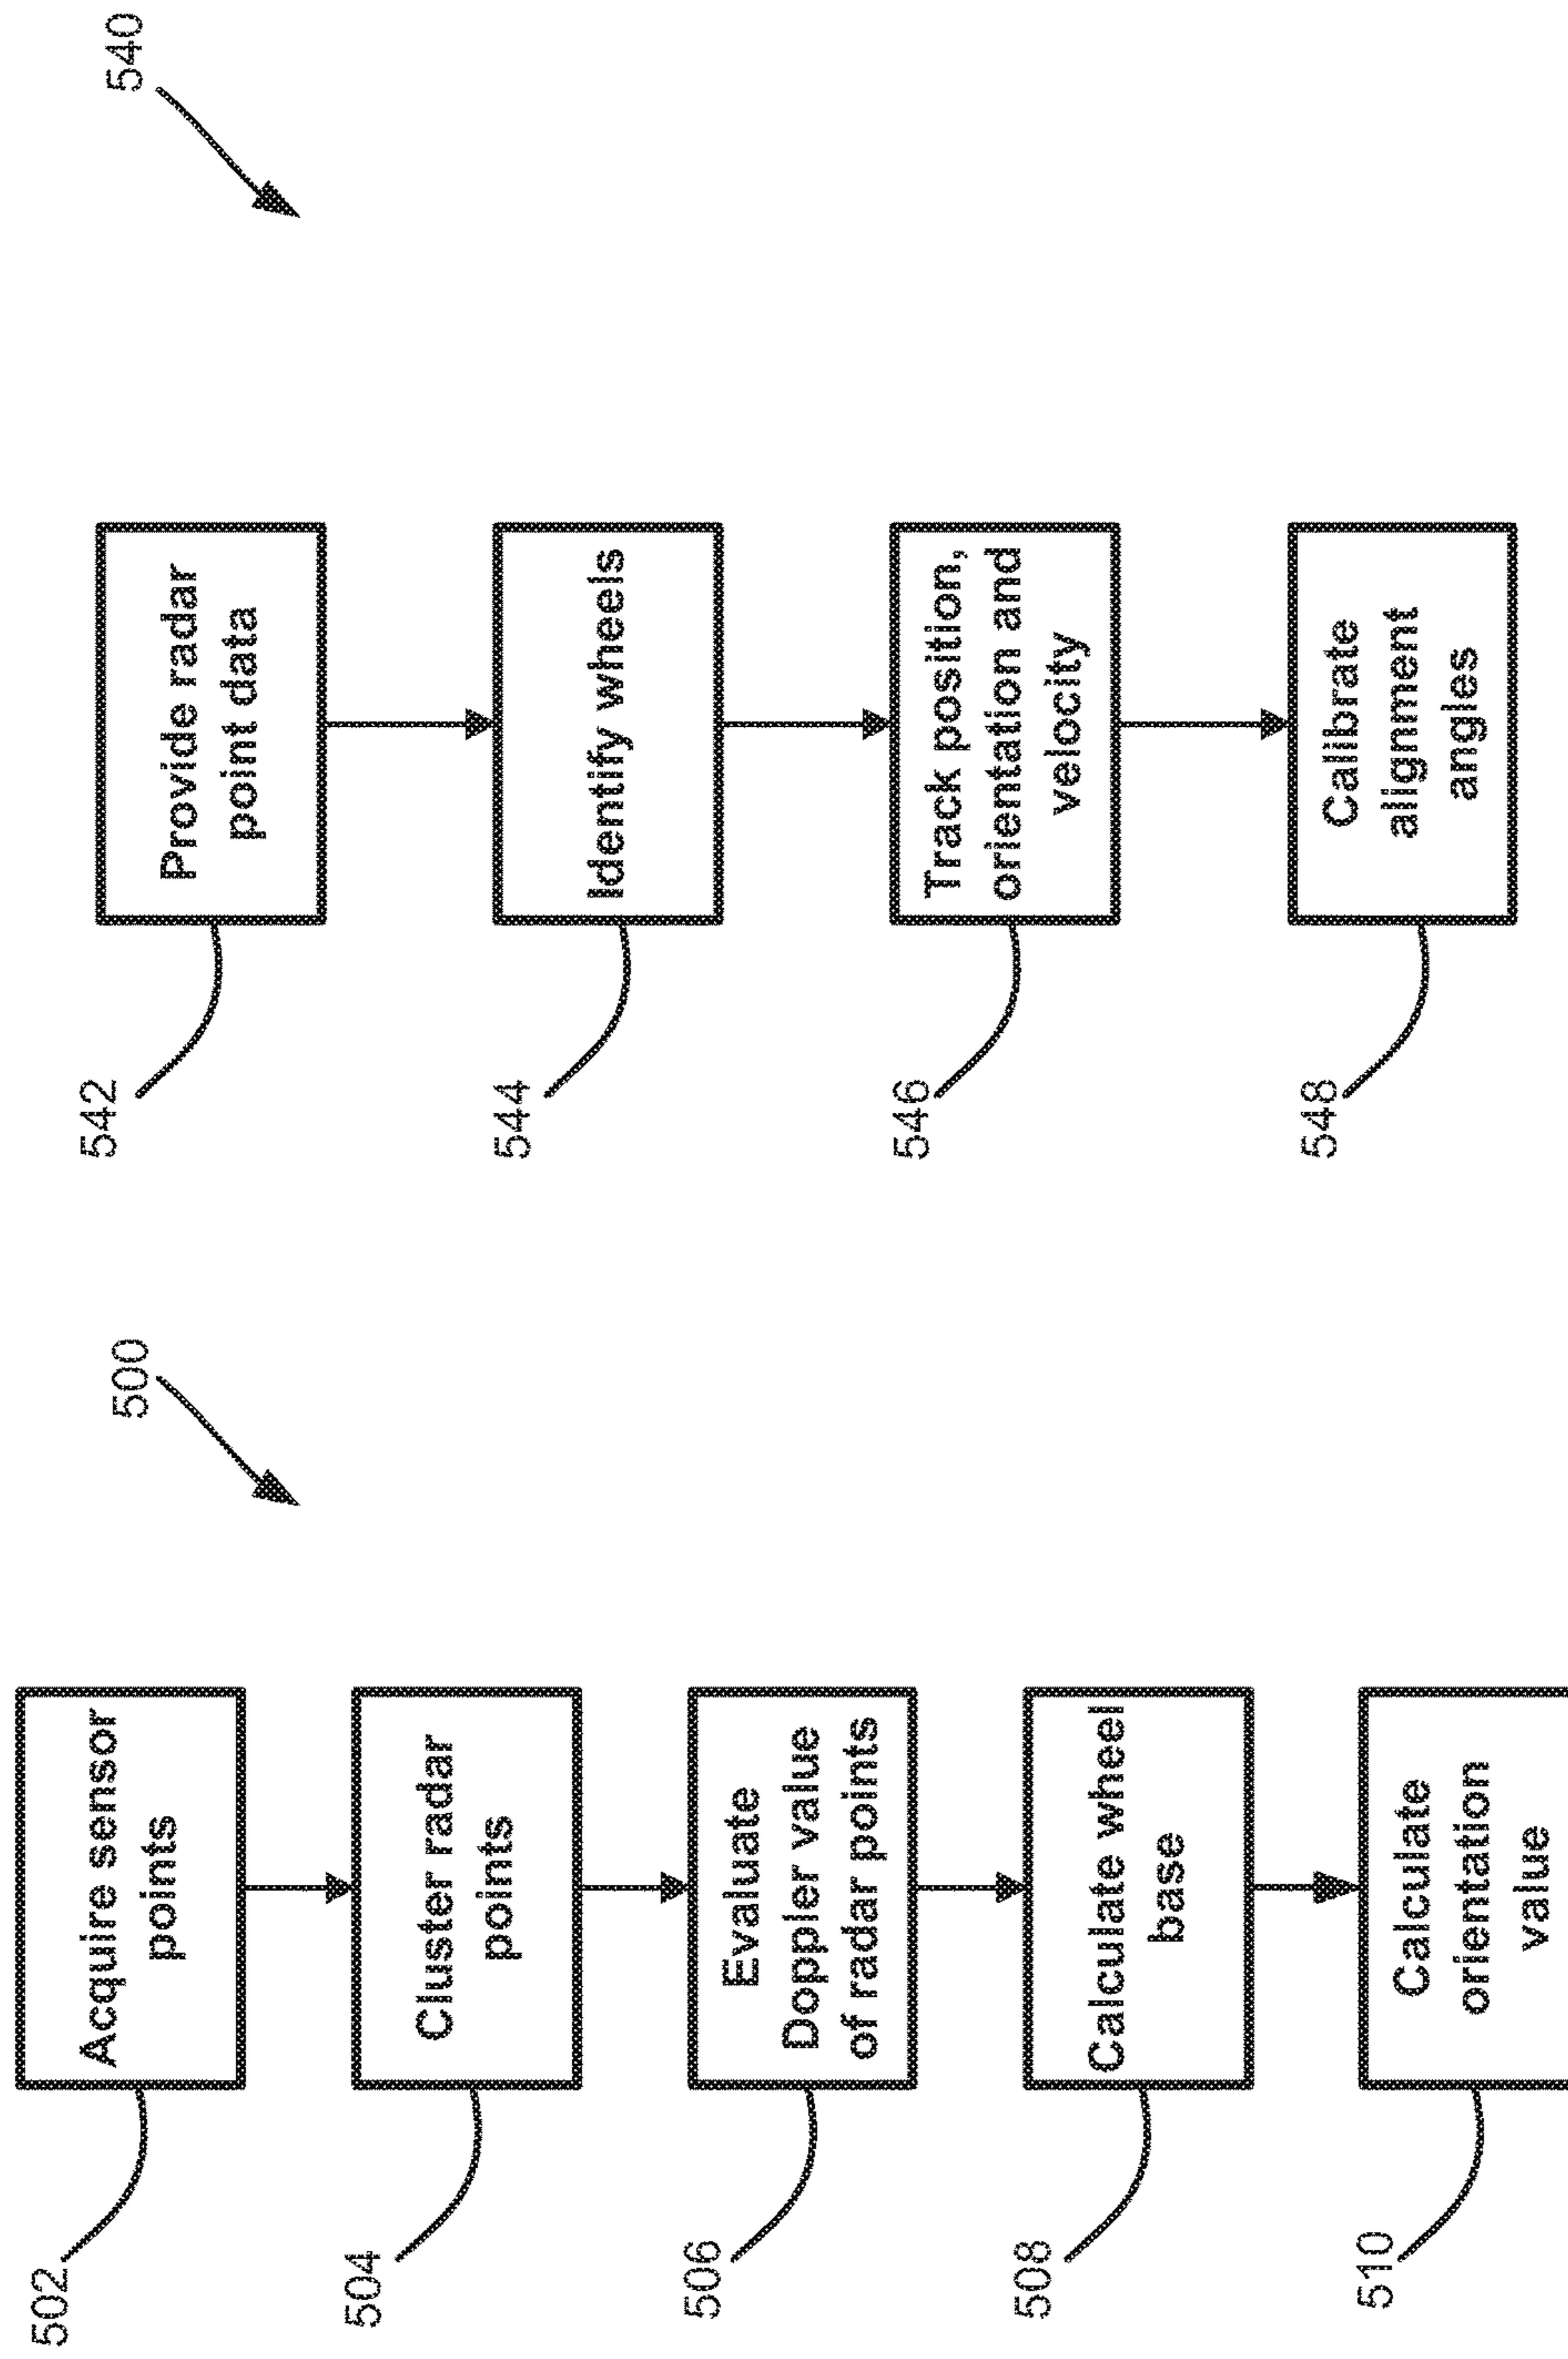 500
502
Acquire sensor
points
504
Cluster radar
points
506
Evaluate
Doppler value
of radar points
508
Calculate wheel
base
510
Calculate
orientation
value
540
542
Provide radar
point data
544
Identify wheels
546
Track position,
orientation and
velocity
548
Calibrate
alignment
angles